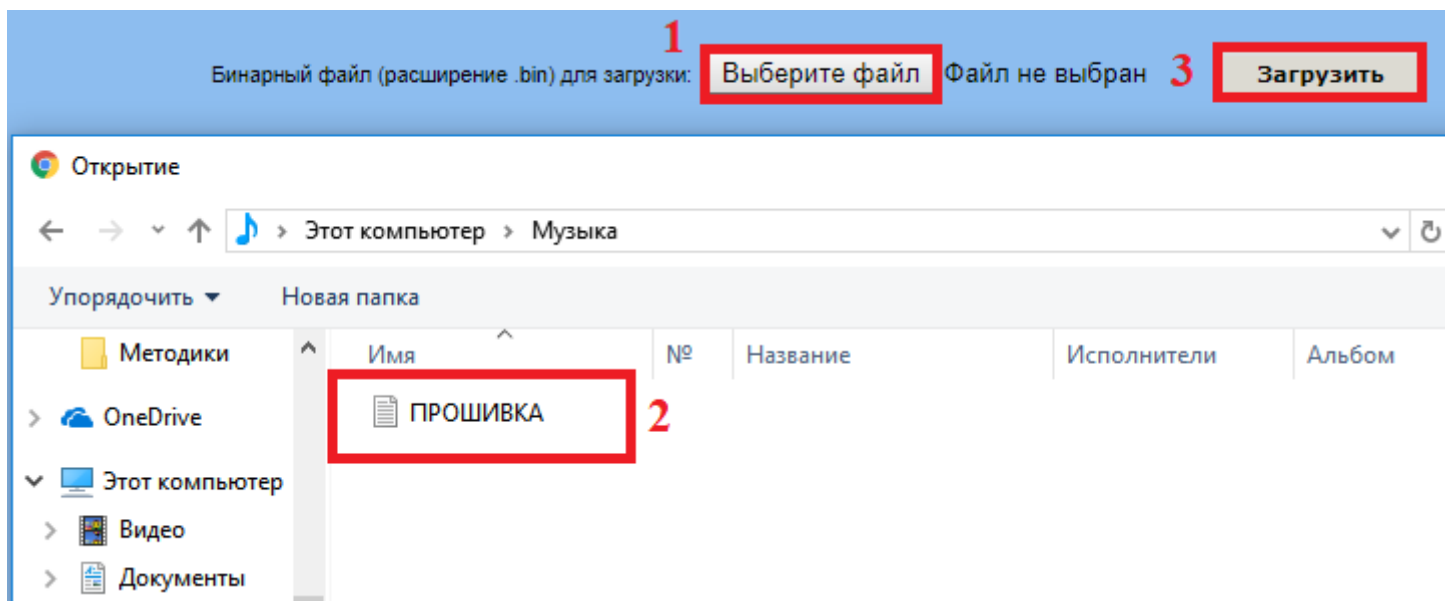 1
Бинарный файл (расширение .bin) для загрузки: Выберите файл Файл не выбран 3 Загрузить
Открытие
Этот компьютер > Музыка
Упорядочить Новая папка
Методики Имя № Название Исполнители Альбом
ПРОШИВКА 2
OneDrive
Этот компьютер
Видео
Документы